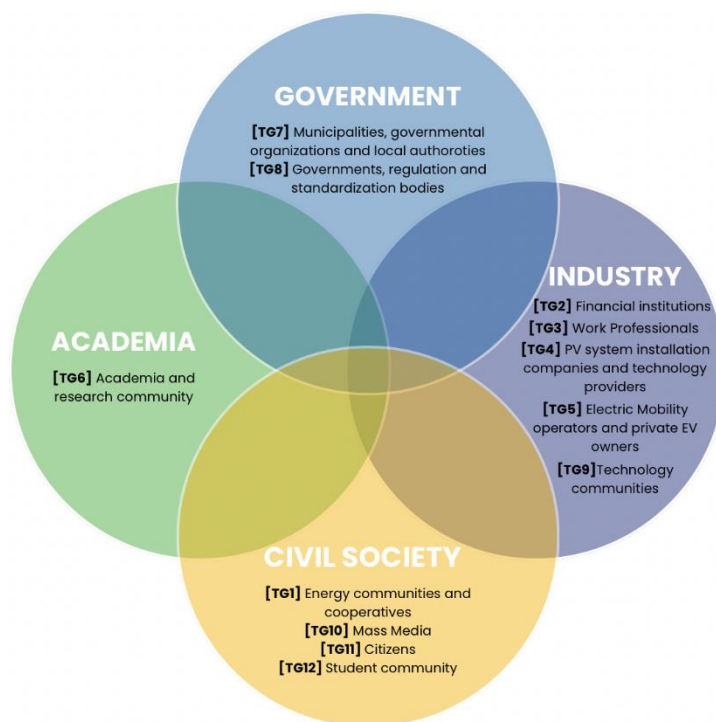 GOVERNMENT
[TG7] Municipalities, governmental
organizations and local authoroties
[TG8] Governments, regulation and
standardization bodies
INDUSTRY
[TG2] Financial institutions
[TG3] Work Professionals
[TG4] PV system installation
companies and technology
providers
[TG5] Electric Mobility
operators and private EV
owners
[TG9]Technology
communities
ACADEMIA
[TG6] Academia and
research community
CIVIL SOCIETY
[TG1] Energy communities and
cooperatives
[TG10] Mass Media
[TG11] Citizens
[TG12] Student community